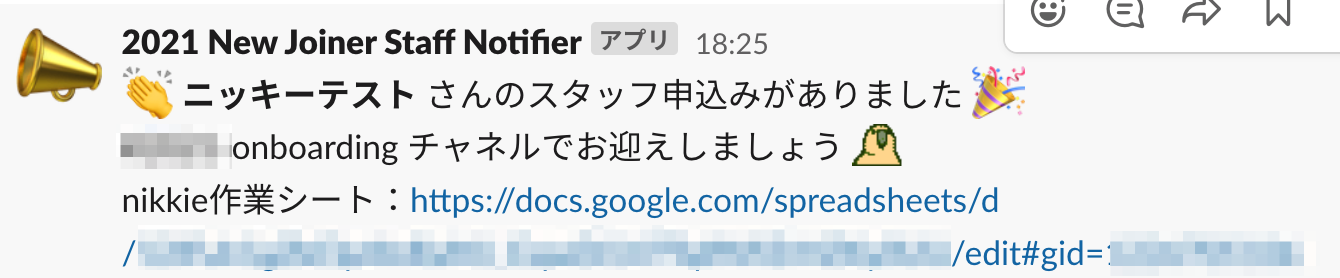 2021 New Joiner Staff Notifier アプリ 18:25
ニッキーテスト さんのスタッフ申込みがありました
onboarding チャネルでお迎えしましょう
nikkie作業シート：https://docs.google.com/spreadsheets/d
/ /edit#gid=